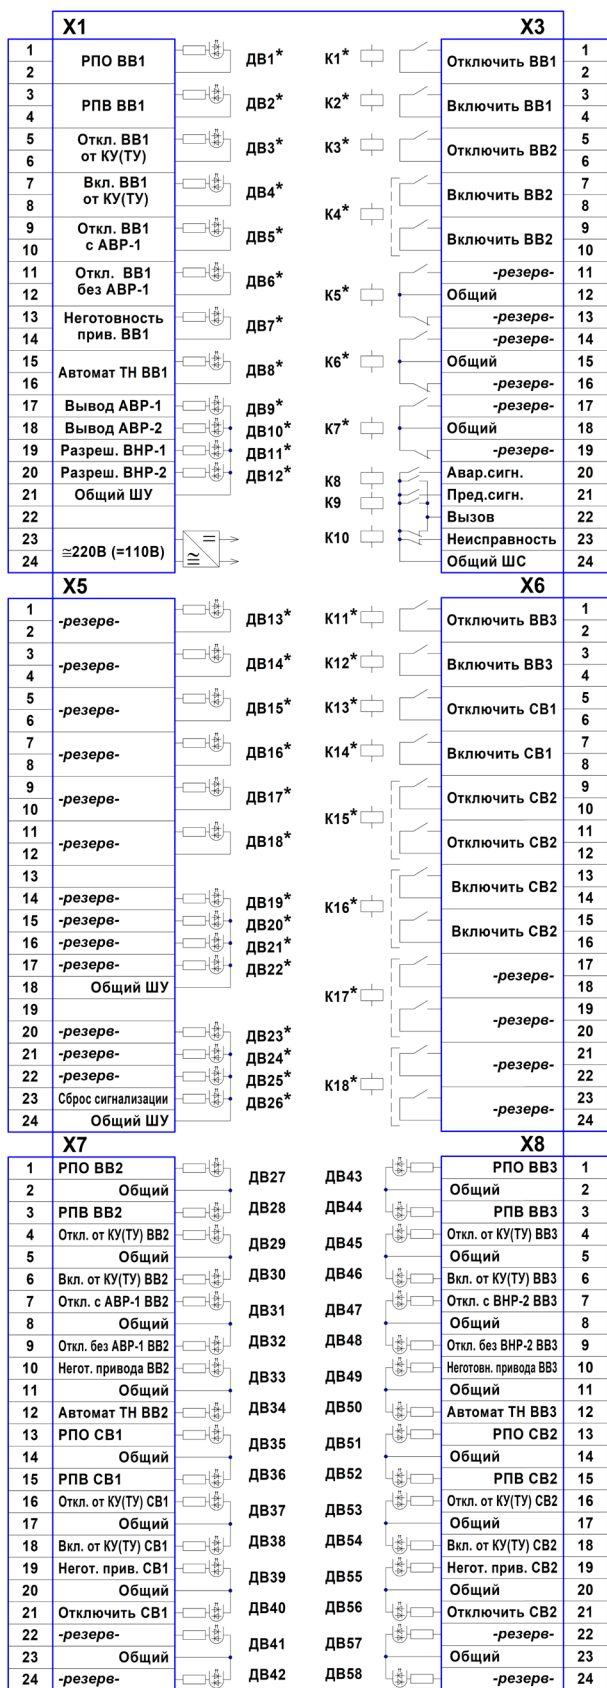 X1
1
РПО ВВ1
ДВ1*
2
3
РПВ ВВ1
ДВ2*
4
5
Откл. ВВ1
от КУ(ТУ)
ДВ3*
6
7
Вкл. ВВ1
от КУ(ТУ)
ДВ4*
8
9
Откл. ВВ1
с АВР-1
ДВ5*
10
11
Откл. ВВ1
без АВР-1
ДВ6*
12
13
Неготовность
прив. ВВ1
ДВ7*
14
15
Автомат ТН ВВ1
ДВ8*
16
17 Вывод АВР-1 ДВ9*
18 Вывод АВР-2 ДВ10*
19 Разреш. ВНР-1 ДВ11*
20 Разреш. ВНР-2 ДВ12*
21 Общий ШУ
22
23
≅220В (=110В)
=
≅
24
X3
К1*
Отключить ВВ1
1
2
К2*
Включить ВВ1
3
4
К3*
Отключить ВВ2
5
6
К4*
Включить ВВ2
7
8
Включить ВВ2
9
10
К5*
-резерв- 11
Общий 12
-резерв- 13
К6*
-резерв- 14
Общий 15
-резерв- 16
К7*
-резерв- 17
Общий 18
-резерв- 19
К8 Авар.сигн. 20
К9 Пред.сигн. 21
Вызов 22
К10 Неисправность 23
Общий ШС 24
X5
1
-резерв-
ДВ13*
2
3
-резерв-
ДВ14*
4
5
-резерв-
ДВ15*
6
7
-резерв-
ДВ16*
8
9
-резерв-
ДВ17*
10
11
-резерв-
ДВ18*
12
13
14 -резерв- ДВ19*
15 -резерв- ДВ20*
16 -резерв- ДВ21*
17 -резерв- ДВ22*
18 Общий ШУ
19
20 -резерв- ДВ23*
21 -резерв- ДВ24*
22 -резерв- ДВ25*
23 Сброс сигнализации ДВ26*
24 Общий ШУ
X6
К11*
Отключить ВВ3
1
2
К12*
Включить ВВ3
3
4
К13*
Отключить СВ1
5
6
К14*
Включить СВ1
7
8
К15*
Отключить СВ2
9
10
Отключить СВ2
11
12
К16*
Включить СВ2
13
14
Включить СВ2
15
16
К17*
-резерв-
17
18
-резерв-
19
20
К18*
-резерв-
21
22
-резерв-
23
24
X7
1 РПО ВВ2 ДВ27
2 Общий
3 РПВ ВВ2 ДВ28
4 Откл. от КУ(ТУ) ВВ2 ДВ29
5 Общий
6 Вкл. от КУ(ТУ) ВВ2 ДВ30
7 Откл. с АВР-1 ВВ2 ДВ31
8 Общий
9 Откл. без АВР-1 ВВ2 ДВ32
10 Негот. привода ВВ2 ДВ33
11 Общий
12 Автомат ТН ВВ2 ДВ34
13 РПО СВ1 ДВ35
14 Общий
15 РПВ СВ1 ДВ36
16 Откл. от КУ(ТУ) СВ1 ДВ37
17 Общий
18 Вкл. от КУ(ТУ) СВ1 ДВ38
19 Негот. прив. СВ1 ДВ39
20 Общий
21 Отключить СВ1 ДВ40
22 -резерв- ДВ41
23 Общий
24 -резерв- ДВ42
X8
ДВ43 РПО ВВ3 1
Общий 2
ДВ44 РПВ ВВ3 3
ДВ45 Откл. от КУ(ТУ) ВВ3 4
Общий 5
ДВ46 Вкл. от КУ(ТУ) ВВ3 6
ДВ47 Откл. с ВНР-2 ВВ3 7
Общий 8
ДВ48 Откл. без ВНР-2 ВВ3 9
ДВ49 Неготовн. привода ВВ3 10
Общий 11
ДВ50 Автомат ТН ВВ3 12
ДВ51 РПО СВ2 13
Общий 14
ДВ52 РПВ СВ2 15
ДВ53 Откл. от КУ(ТУ) СВ2 16
Общий 17
ДВ54 Вкл. от КУ(ТУ) СВ2 18
ДВ55 Негот. прив. СВ2 19
Общий 20
ДВ56 Отключить СВ2 21
ДВ57 -резерв- 22
Общий 23
ДВ58 -резерв- 24